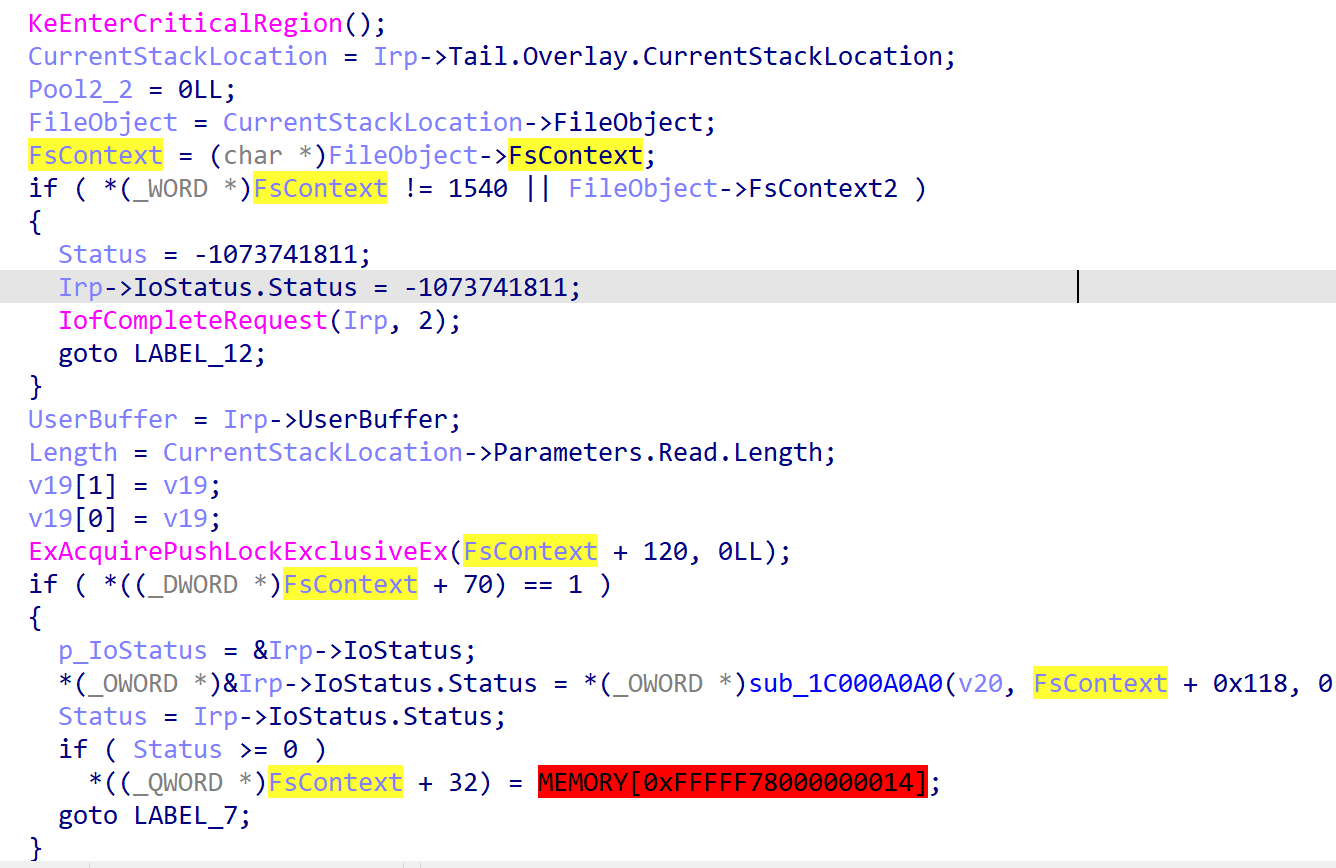 KeEnterCriticalRegion();
CurrentStackLocation = Irp->Tail.Overlay.CurrentStackLocation;
Pool2_2 = 0LL;
FileObject = CurrentStackLocation->FileObject;
FsContext = (char *)FileObject->FsContext;
if ( *(_WORD *)FsContext != 1540 || FileObject->FsContext2 )
{
  Status = -1073741811;
  Irp->IoStatus.Status = -1073741811;
  IofCompleteRequest(Irp, 2);
  goto LABEL_12;
}
UserBuffer = Irp->UserBuffer;
Length = CurrentStackLocation->Parameters.Read.Length;
v19[1] = v19;
v19[0] = v19;
ExAcquirePushLockExclusiveEx(FsContext + 120, 0LL);
if ( *((_DWORD *)FsContext + 70) == 1 )
{
  p_IoStatus = &Irp->IoStatus;
  *(_OWORD *)&Irp->IoStatus.Status = *(_OWORD *)sub_1C000A0A0(v20, FsContext + 0x118, 0
  Status = Irp->IoStatus.Status;
  if ( Status >= 0 )
    *((_QWORD *)FsContext + 32) = MEMORY[0xFFFFF78000000014];
  goto LABEL_7;
}